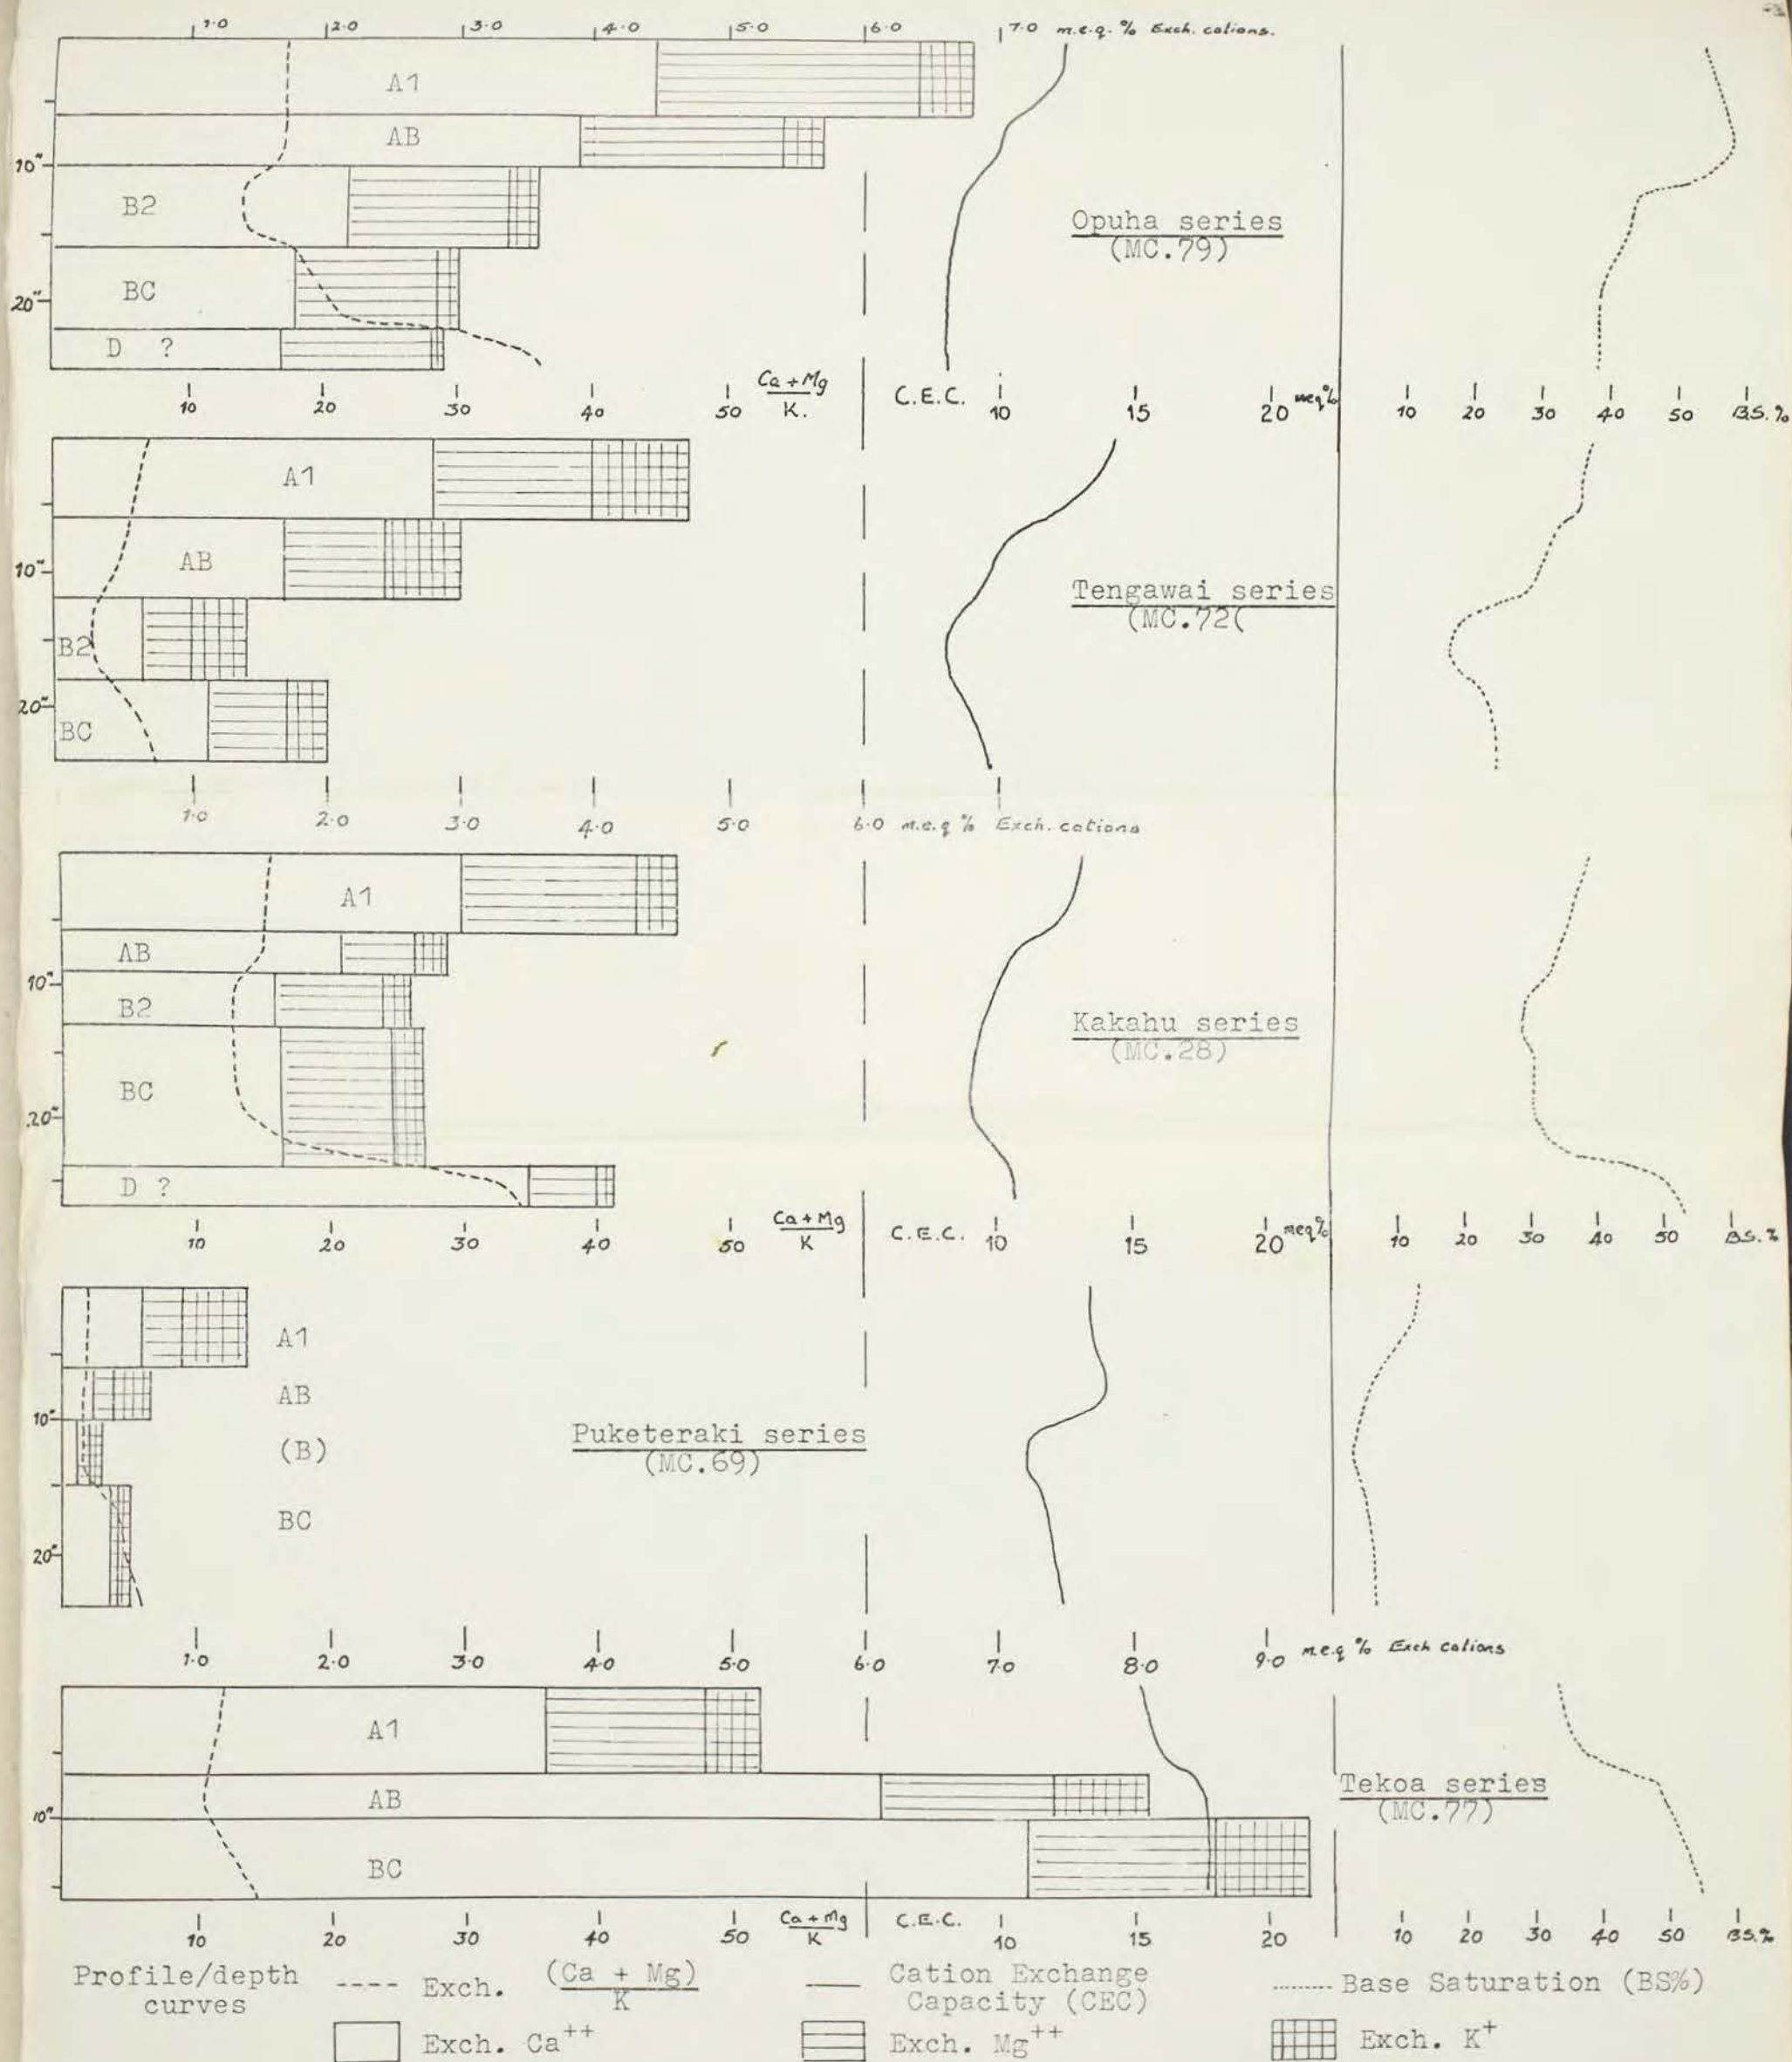 1.0 2.0 3.0 4.0 5.0 6.0 7.0 m.e.q. % Exch. cations.
A1
AB
10"
B2
Opuha series
(MC.79)
BC
20"
D ?
10 20 30 40 50 Ca + Mg / K. C.E.C. 10 15 20 meq% 10 20 30 40 50 B.S. %
A1
AB
10"
Tengawai series
(MC.72(
B2
20"
BC
1.0 2.0 3.0 4.0 5.0 6.0 m.e.q % Exch. cations
A1
AB
10"
B2
Kakahu series
(MC.28)
BC
20"
D ?
10 20 30 40 50 Ca + Mg / K C.E.C. 10 15 20 meq% 10 20 30 40 50 B.S. %
A1
AB
10"
(B)
Puketeraki series
(MC.69)
BC
20"
1.0 2.0 3.0 4.0 5.0 6.0 7.0 8.0 9.0 m.e.q % Exch cations
A1
Tekoa series
(MC.77)
AB
10"
BC
10 20 30 40 50 Ca + Mg / K C.E.C. 10 15 20 10 20 30 40 50 BS.%
Profile/depth
curves
---- Exch. (Ca + Mg) / K
Cation Exchange
Capacity (CEC)
Base Saturation (BS%)
Exch. Ca++
Exch. Mg++
Exch. K+